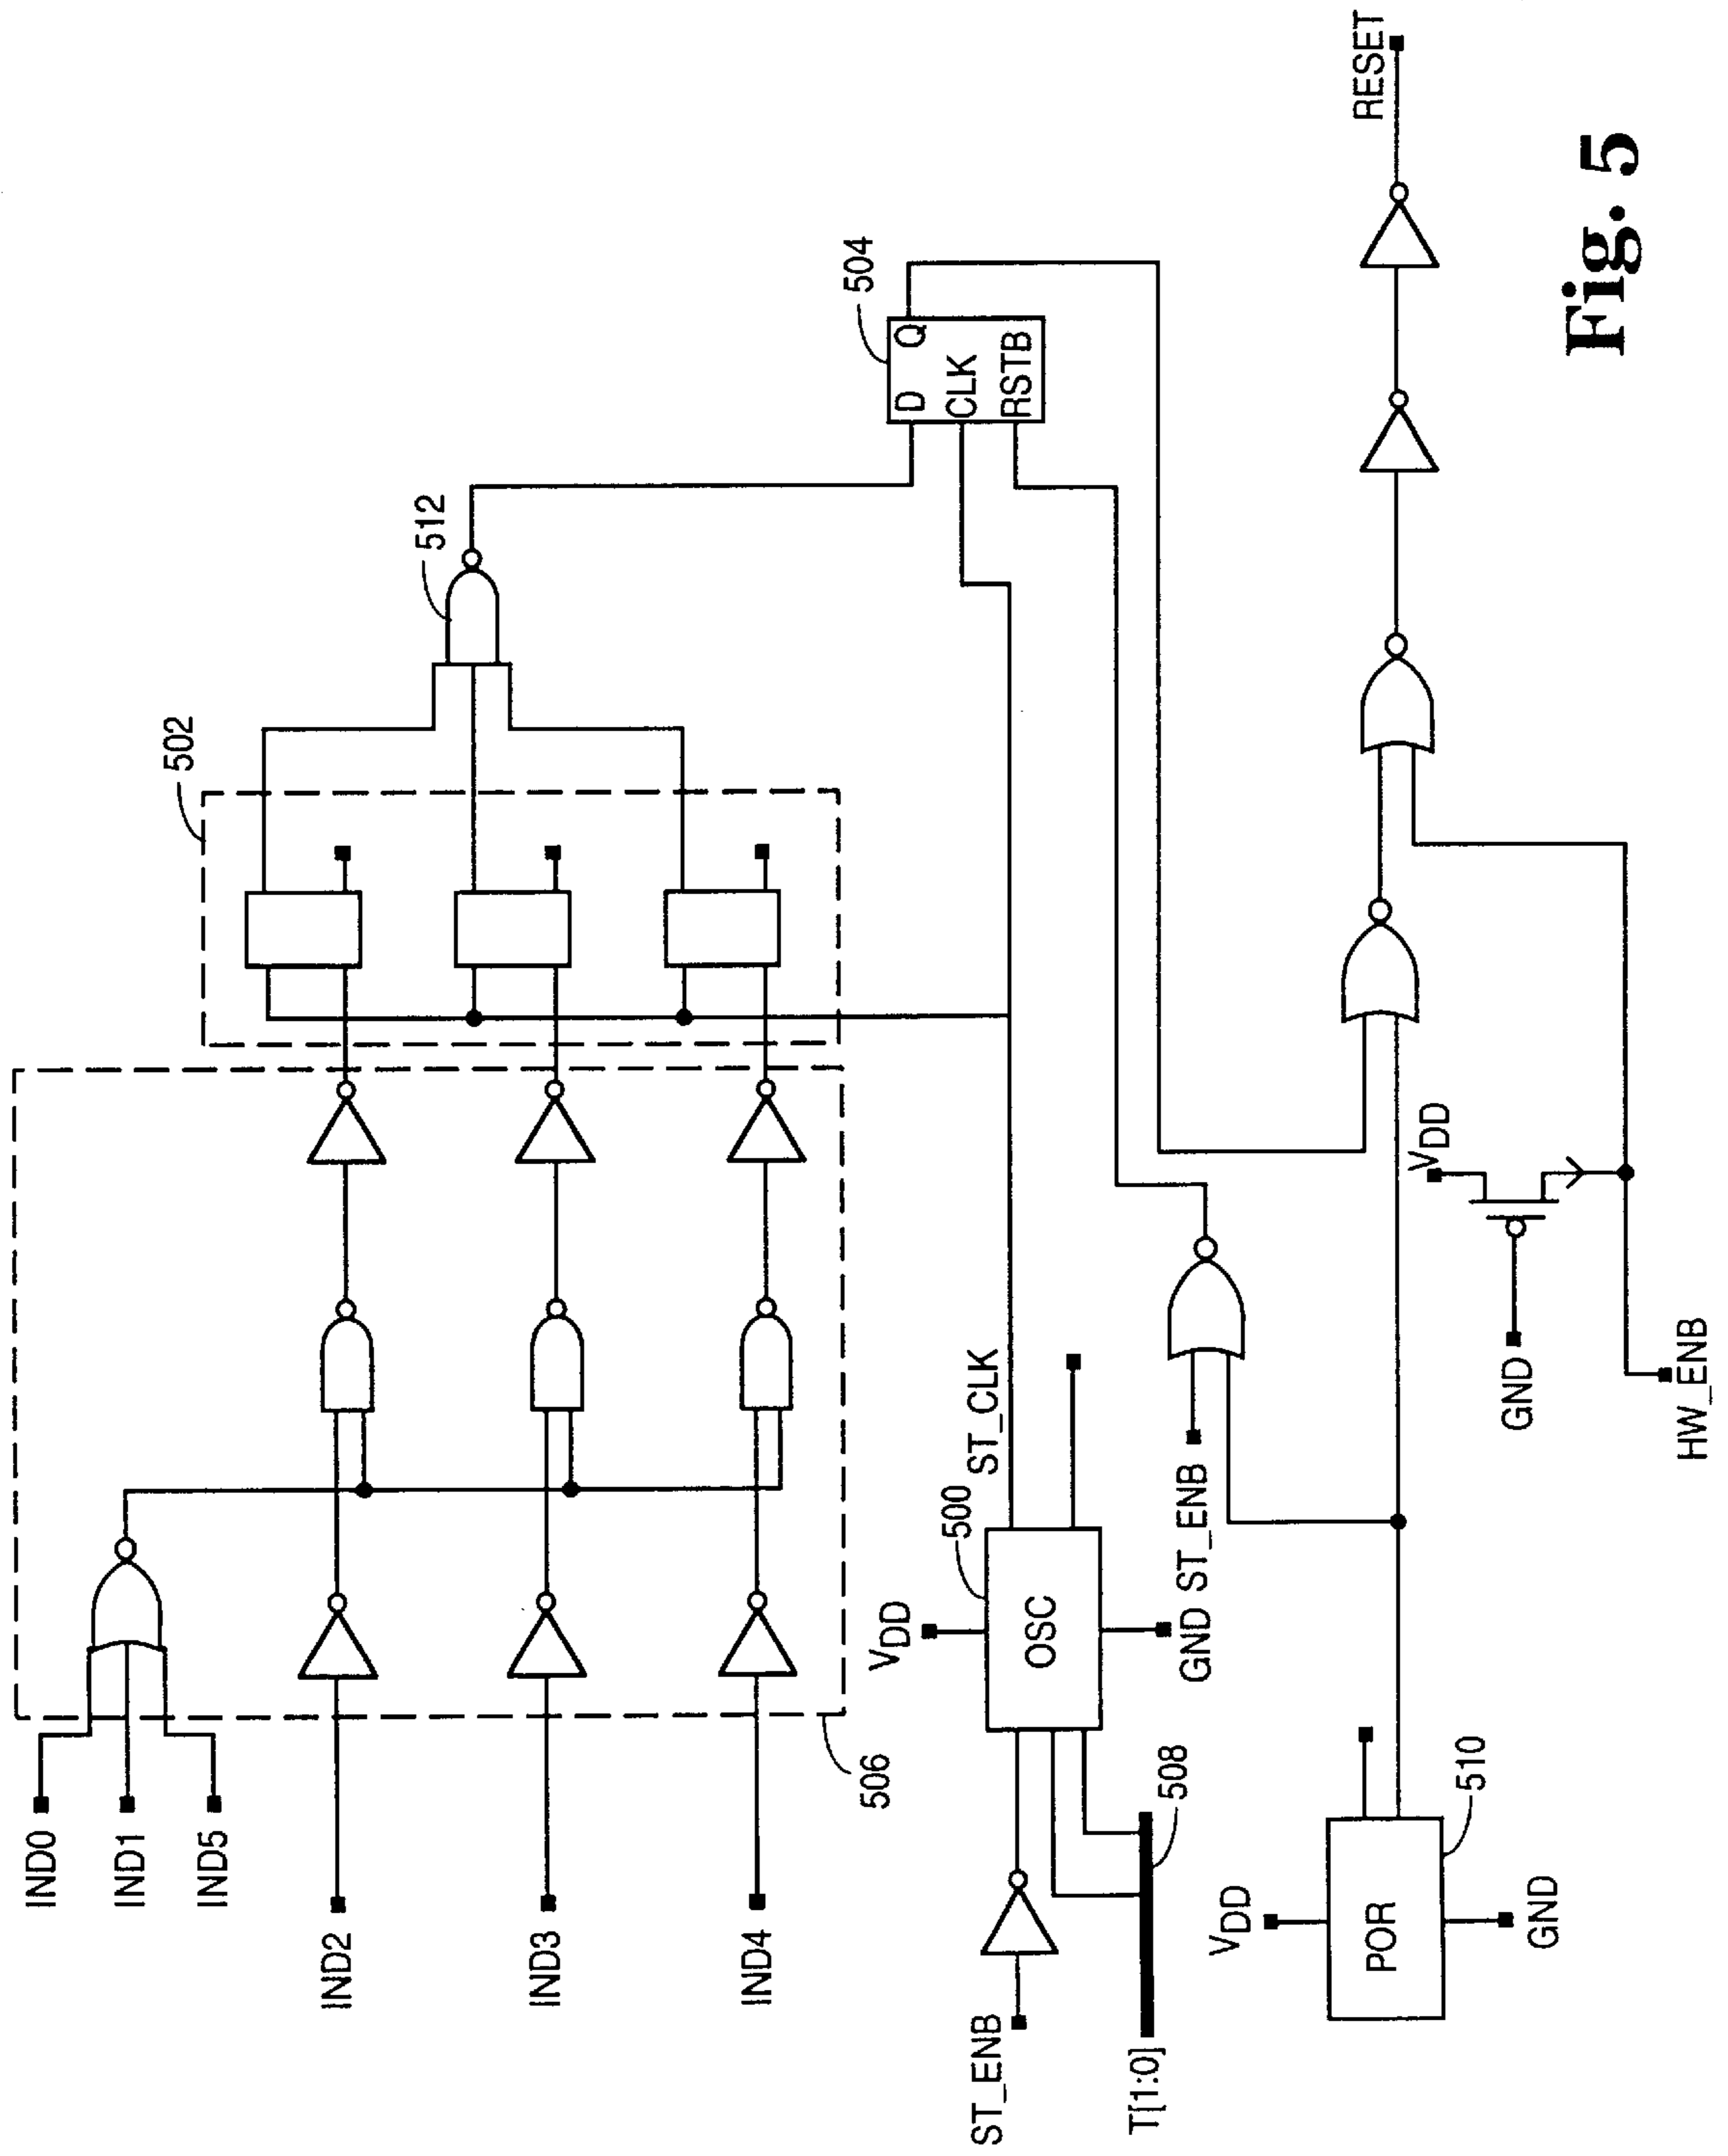 IND0
IND1
IND5
IND2
IND3
IND4
506
502
512
504
D Q
CLK
RSTB
ST_ENB
T[1:0]
508
VDD
500
OSC
GND
ST_CLK
ST_ENB
VDD
POR
510
GND
VDD
GND
HW_ENB
RESET
Fig. 5